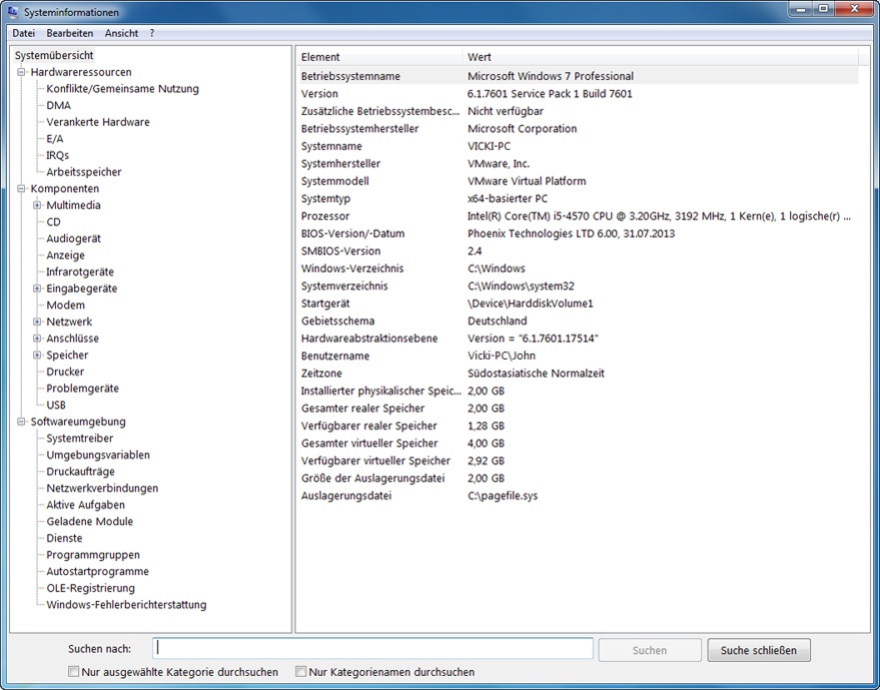 Systeminformationen
Datei Bearbeiten Ansicht ?
Systemübersicht
Hardwareressourcen
Konflikte/Gemeinsame Nutzung
DMA
Verankerte Hardware
E/A
IRQs
Arbeitsspeicher
Komponenten
Multimedia
CD
Audiogerät
Anzeige
Infrarotgeräte
Eingabegeräte
Modem
Netzwerk
Anschlüsse
Speicher
Drucker
Problemgeräte
USB
Softwareumgebung
Systemtreiber
Umgebungsvariablen
Druckaufträge
Netzwerkverbindungen
Aktive Aufgaben
Geladene Module
Dienste
Programmgruppen
Autostartprogramme
OLE-Registrierung
Windows-Fehlerberichterstattung
Element Wert
Betriebssystemname Microsoft Windows 7 Professional
Version 6.1.7601 Service Pack 1 Build 7601
Zusätzliche Betriebssystembesc... Nicht verfügbar
Betriebssystemhersteller Microsoft Corporation
Systemname VICKI-PC
Systemhersteller VMware, Inc.
Systemmodell VMware Virtual Platform
Systemtyp x64-basierter PC
Prozessor Intel(R) Core(TM) i5-4570 CPU @ 3.20GHz, 3192 MHz, 1 Kern(e), 1 logische(r) ...
BIOS-Version/-Datum Phoenix Technologies LTD 6.00, 31.07.2013
SMBIOS-Version 2.4
Windows-Verzeichnis C:\Windows
Systemverzeichnis C:\Windows\system32
Startgerät \Device\HarddiskVolume1
Gebietsschema Deutschland
Hardwareabstraktionsebene Version = "6.1.7601.17514"
Benutzername Vicki-PC\John
Zeitzone Südostasiatische Normalzeit
Installierter physikalischer Speic... 2,00 GB
Gesamter realer Speicher 2,00 GB
Verfügbarer realer Speicher 1,28 GB
Gesamter virtueller Speicher 4,00 GB
Verfügbarer virtueller Speicher 2,92 GB
Größe der Auslagerungsdatei 2,00 GB
Auslagerungsdatei C:\pagefile.sys
Suchen nach: Suchen Suche schließen
Nur ausgewählte Kategorie durchsuchen Nur Kategorienamen durchsuchen